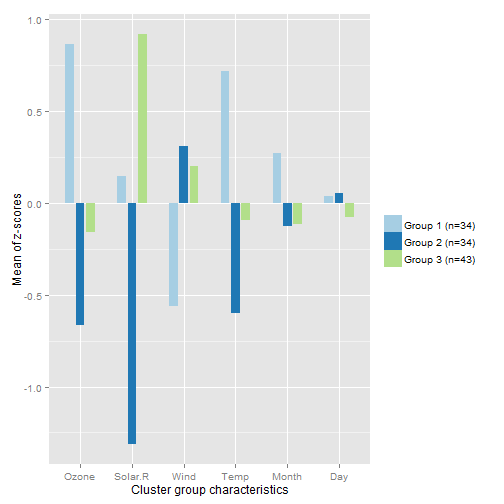 1.0
0.5
0.0
-0.5
-1.0
Mean of z-scores
Ozone Solar.R Wind Temp Month Day
Cluster group characteristics
Group 1 (n=34)
Group 2 (n=34)
Group 3 (n=43)